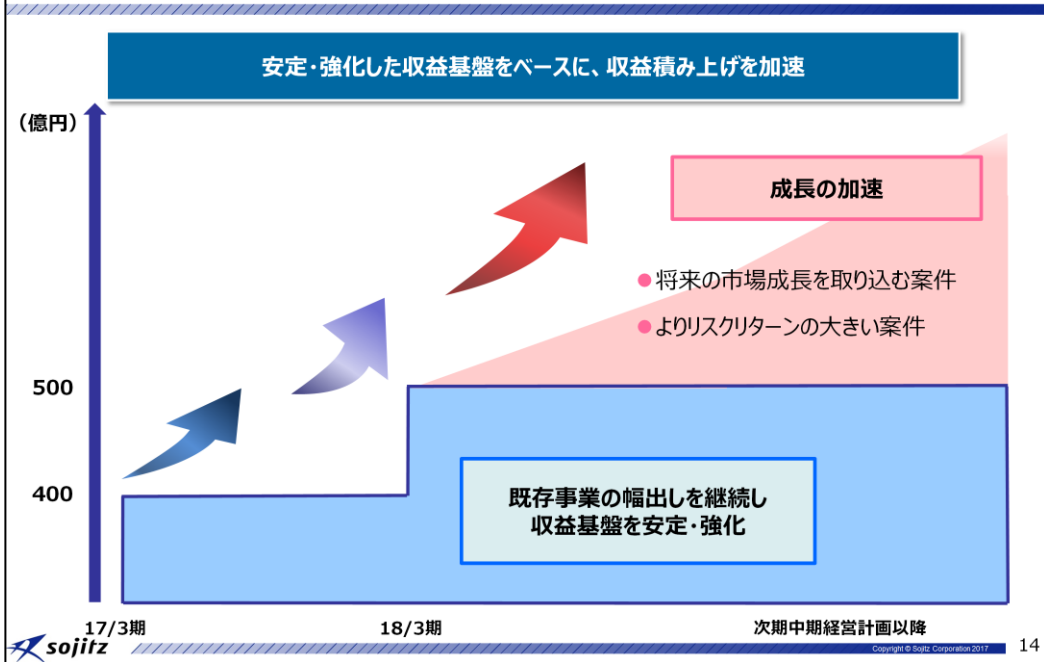 安定･強化した収益基盤をベースに、収益積み上げを加速
（億円）
成長の加速
●将来の市場成長を取り込む案件
●よりリスクリターンの大きい案件
500
400
既存事業の幅出しを継続し
収益基盤を安定･強化
17/3期
18/3期
次期中期経営計画以降
sojitz
Copyright © Sojitz Corporation 2017
14